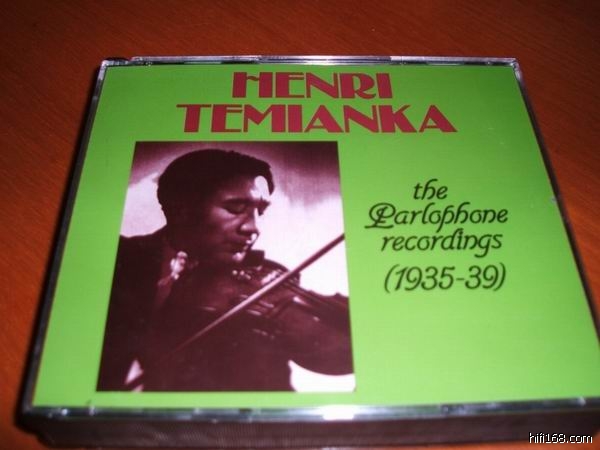 HENRI
TEMIANKA
the
Parlophone
recordings
(1935-39)
hifi168.com